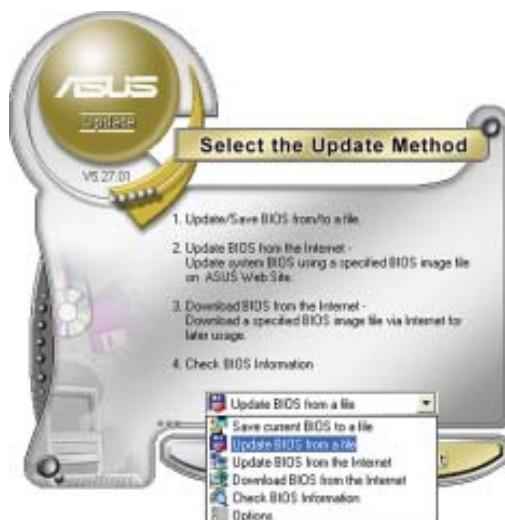 ASUS
Update
V6.27.01
Select the Update Method
1. Update/Save BIOS from/to a file
2. Update BIOS from the Internet -
Update system BIOS using a specified BIOS image file
on ASUS Web Site.
3. Download BIOS from the Internet -
Download a specified BIOS image file via Internet for
later usage.
4. Check BIOS Information
Update BIOS from a file
Save current BIOS to a file
Update BIOS from a file
Update BIOS from the Internet
Download BIOS from the Internet
Check BIOS Information
Options